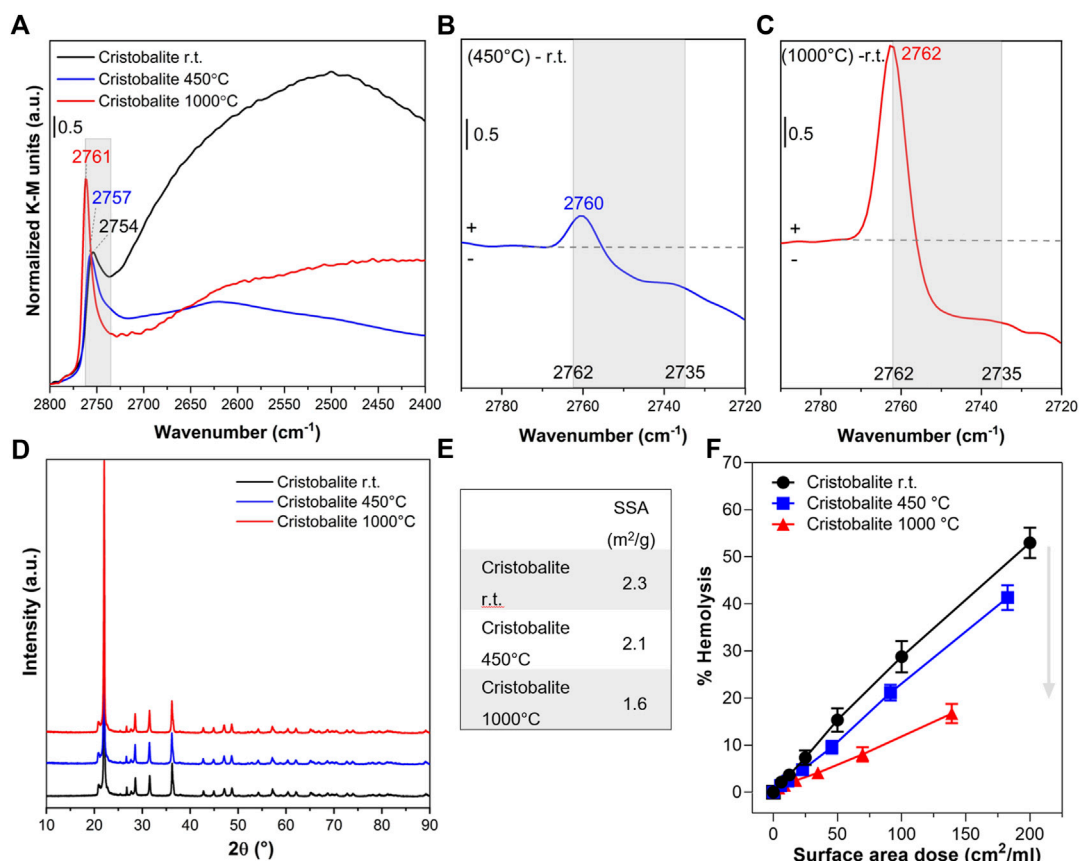 A
Cristobalite r.t.
Cristobalite 450°C
Cristobalite 1000°C
0.5
2761
2757
2754
Normalized K-M units (a.u.)
2800 2750 2700 2650 2600 2550 2500 2450 2400
Wavenumber (cm-1)
B
(450°C) - r.t.
0.5
2760
+
-
2762 2735
2780 2760 2740 2720
Wavenumber (cm-1)
C
(1000°C) -r.t.
2762
0.5
+
-
2762 2735
2780 2760 2740 2720
Wavenumber (cm-1)
D
Cristobalite r.t.
Cristobalite 450°C
Cristobalite 1000°C
Intensity (a.u.)
10 20 30 40 50 60 70 80 90
2θ (°)
E
SSA
(m2/g)
Cristobalite
r.t.
2.3
Cristobalite
450°C
2.1
Cristobalite
1000°C
1.6
F
70
60
50
40
30
20
10
0
Cristobalite r.t.
Cristobalite 450 °C
Cristobalite 1000 °C
% Hemolysis
0 50 100 150 200
Surface area dose (cm2/ml)